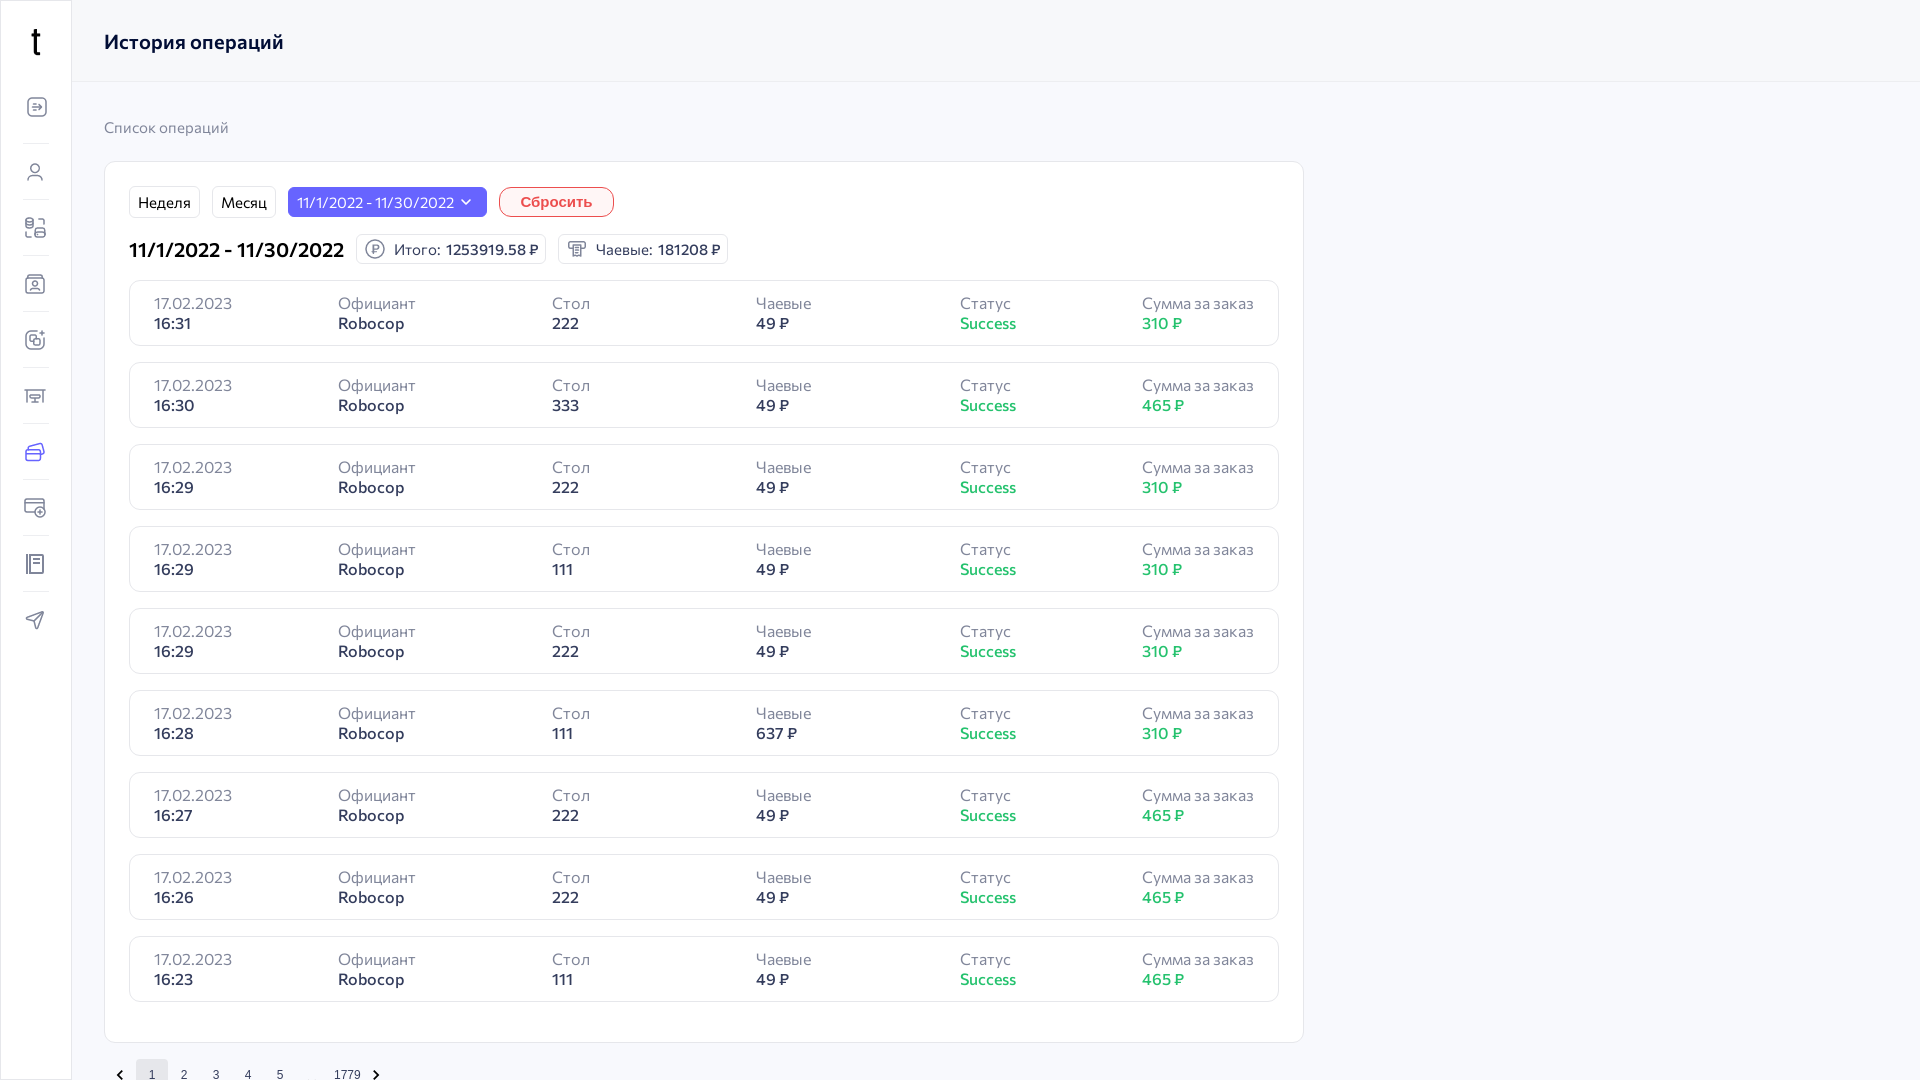 t
История операций
Список операций
Неделя Месяц 11/1/2022 - 11/30/2022 Сбросить
11/1/2022 - 11/30/2022 Итого: 1253919.58 ₽ Чаевые: 181208 ₽
17.02.2023 Официант Стол Чаевые Статус Сумма за заказ
16:31 Robocop 222 49 ₽ Success 310 ₽
17.02.2023 Официант Стол Чаевые Статус Сумма за заказ
16:30 Robocop 333 49 ₽ Success 465 ₽
17.02.2023 Официант Стол Чаевые Статус Сумма за заказ
16:29 Robocop 222 49 ₽ Success 310 ₽
17.02.2023 Официант Стол Чаевые Статус Сумма за заказ
16:29 Robocop 111 49 ₽ Success 310 ₽
17.02.2023 Официант Стол Чаевые Статус Сумма за заказ
16:29 Robocop 222 49 ₽ Success 310 ₽
17.02.2023 Официант Стол Чаевые Статус Сумма за заказ
16:28 Robocop 111 637 ₽ Success 310 ₽
17.02.2023 Официант Стол Чаевые Статус Сумма за заказ
16:27 Robocop 222 49 ₽ Success 465 ₽
17.02.2023 Официант Стол Чаевые Статус Сумма за заказ
16:26 Robocop 222 49 ₽ Success 465 ₽
17.02.2023 Официант Стол Чаевые Статус Сумма за заказ
16:23 Robocop 111 49 ₽ Success 465 ₽
1 2 3 4 5 1779